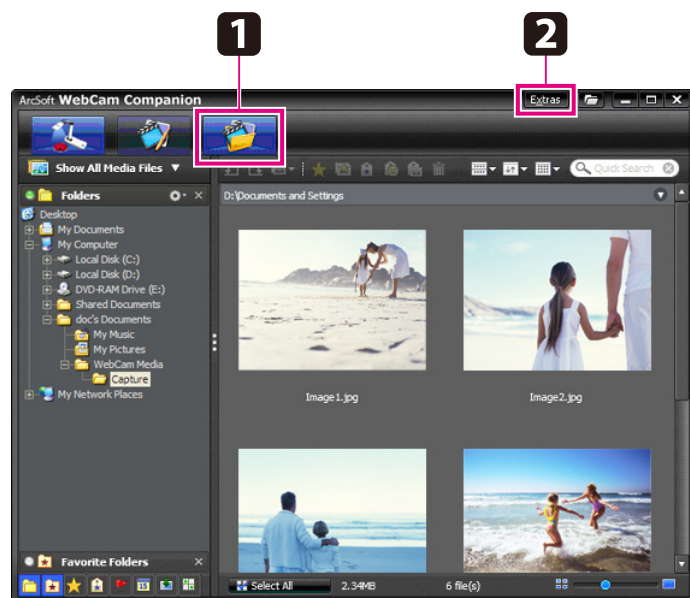 1
2
ArcSoft WebCam Companion
Extras
Show All Media Files
Quick Search
Folders
D:\Documents and Settings
Desktop
My Documents
My Computer
Local Disk (C:)
Local Disk (D:)
DVD-RAM Drive (E:)
Shared Documents
doc's Documents
My Music
My Pictures
WebCam Media
Capture
My Network Places
Image1.jpg
Image2.jpg
Favorite Folders
15
Select All
2.34MB
6 file(s)